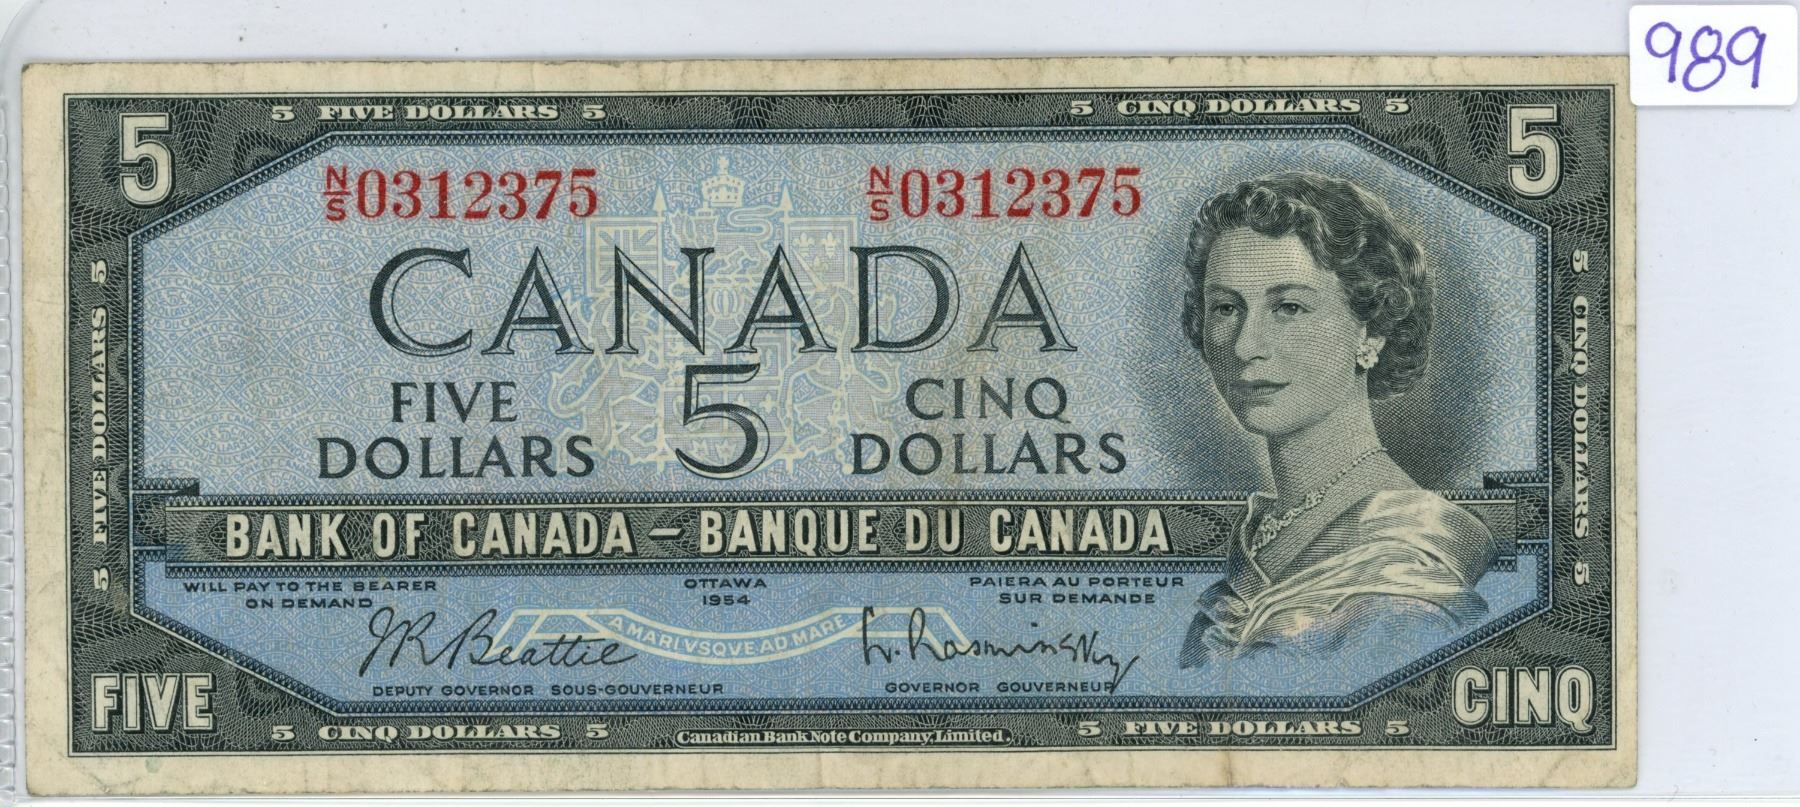 989
5 FIVE DOLLARS 5
5 CINQ DOLLARS 5
5
5
N/S 0312375
N/S 0312375
CANADA
FIVE
DOLLARS
5
CINQ
DOLLARS
5 FIVE DOLLARS 5
5 CINQ DOLLARS 5
BANK OF CANADA – BANQUE DU CANADA
WILL PAY TO THE BEARER
ON DEMAND
OTTAWA
1954
PAIERA AU PORTEUR
SUR DEMANDE
JR Beattie
A MARI VSQVE AD MARE
L. Rasminsky
DEPUTY GOVERNOR SOUS-GOUVERNEUR
GOVERNOR GOUVERNEUR
FIVE
CINQ
5 CINQ DOLLARS 5
Canadian Bank Note Company, Limited.
5 FIVE DOLLARS 5